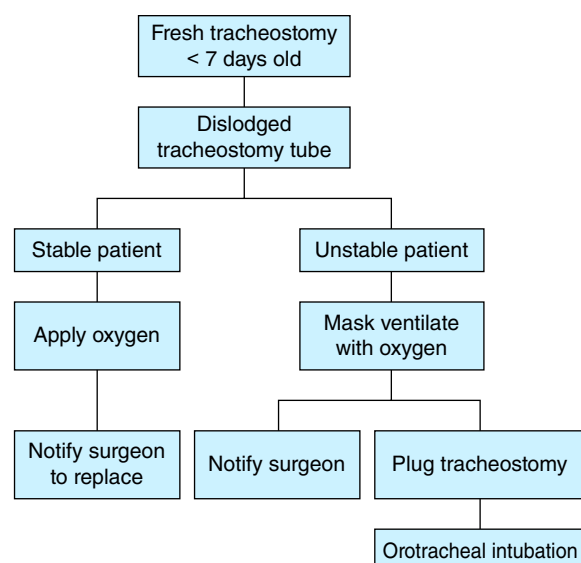 Fresh tracheostomy
< 7 days old
Dislodged
tracheostomy tube
Stable patient
Unstable patient
Apply oxygen
Mask ventilate
with oxygen
Notify surgeon
to replace
Notify surgeon
Plug tracheostomy
Orotracheal intubation